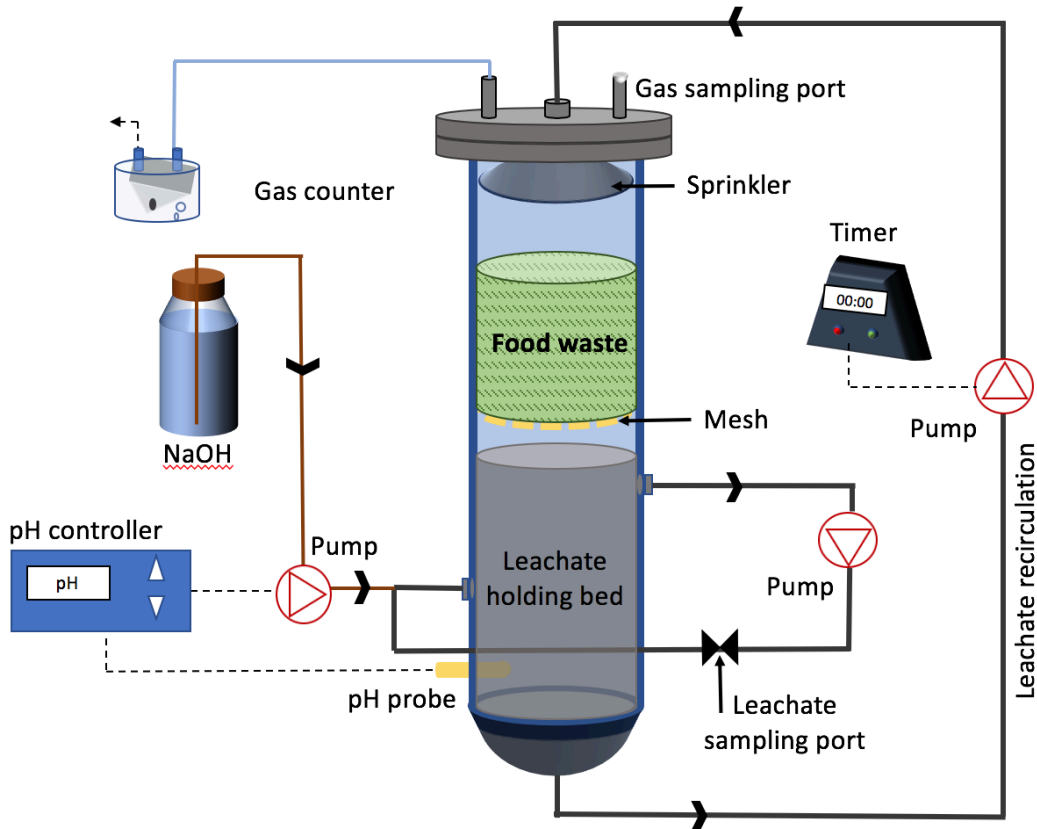 Gas sampling port
Sprinkler
Gas counter
Timer
00:00
Food waste
Mesh
Pump
NaOH
Leachate recirculation
pH controller
pH
Pump
Leachate
holding bed
Pump
pH probe
Leachate
sampling port